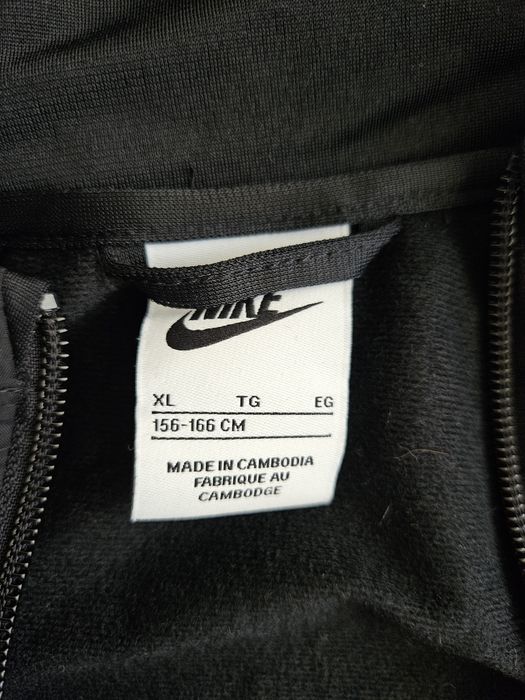 NIKE
XL TG EG
156-166 CM
MADE IN CAMBODIA
FABRIQUE AU
CAMBODGE